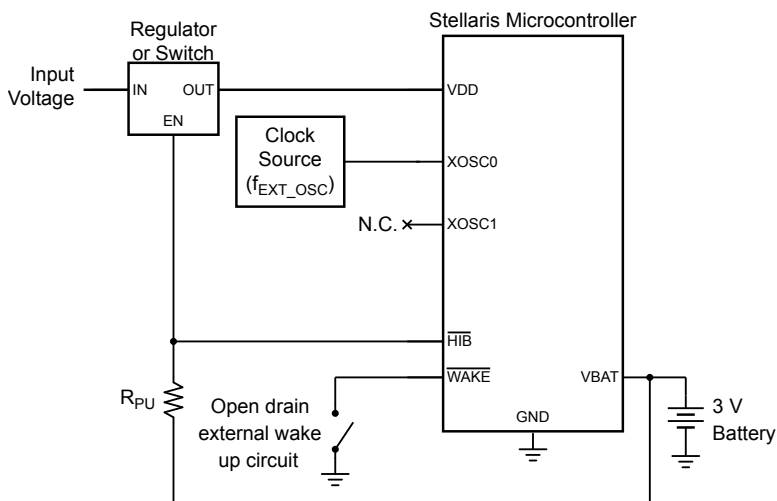 Stellaris Microcontroller
Regulator
or Switch
Input
Voltage
IN
OUT
EN
VDD
Clock
Source
(fEXT_OSC)
XOSC0
N.C.
XOSC1
HIB
WAKE
VBAT
RPU
Open drain
external wake
up circuit
GND
3 V
Battery